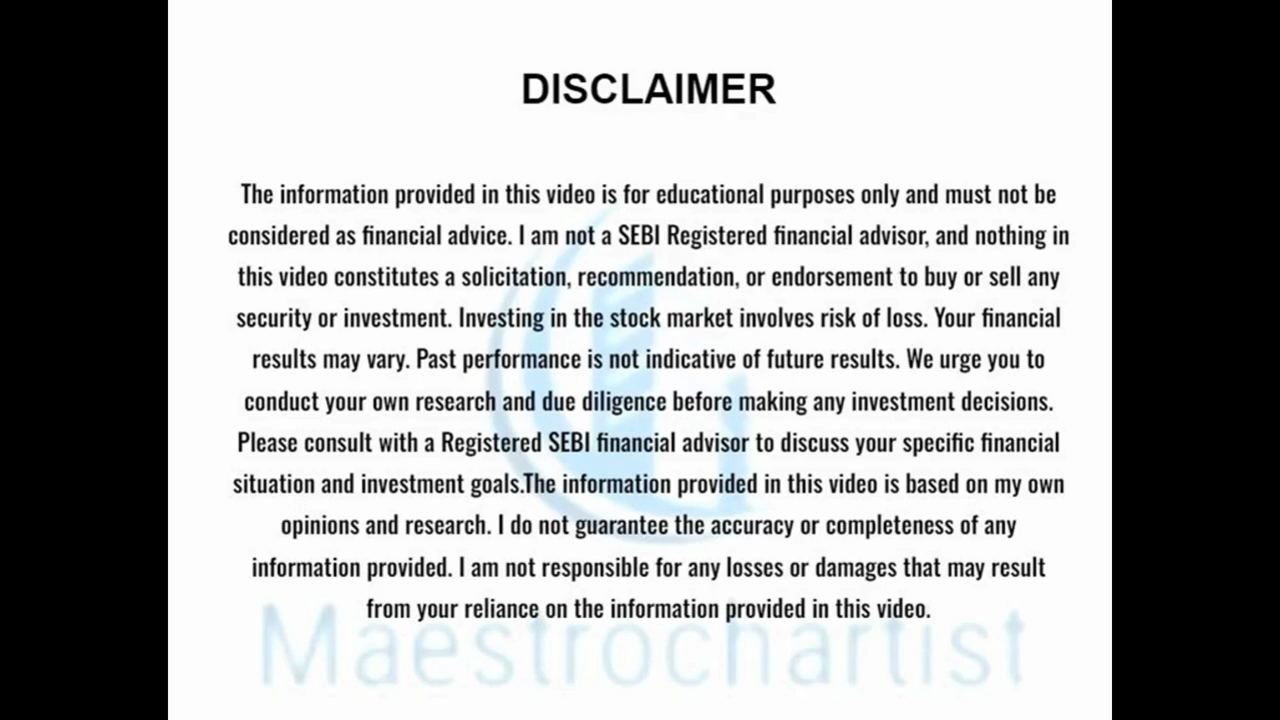 DISCLAIMER
The information provided in this video is for educational purposes only and must not be
considered as financial advice. I am not a SEBI Registered financial advisor, and nothing in
this video constitutes a solicitation, recommendation, or endorsement to buy or sell any
security or investment. Investing in the stock market involves risk of loss. Your financial
results may vary. Past performance is not indicative of future results. We urge you to
conduct your own research and due diligence before making any investment decisions.
Please consult with a Registered SEBI financial advisor to discuss your specific financial
situation and investment goals.The information provided in this video is based on my own
opinions and research. I do not guarantee the accuracy or completeness of any
information provided. I am not responsible for any losses or damages that may result
from your reliance on the information provided in this video.
Maestrochartist